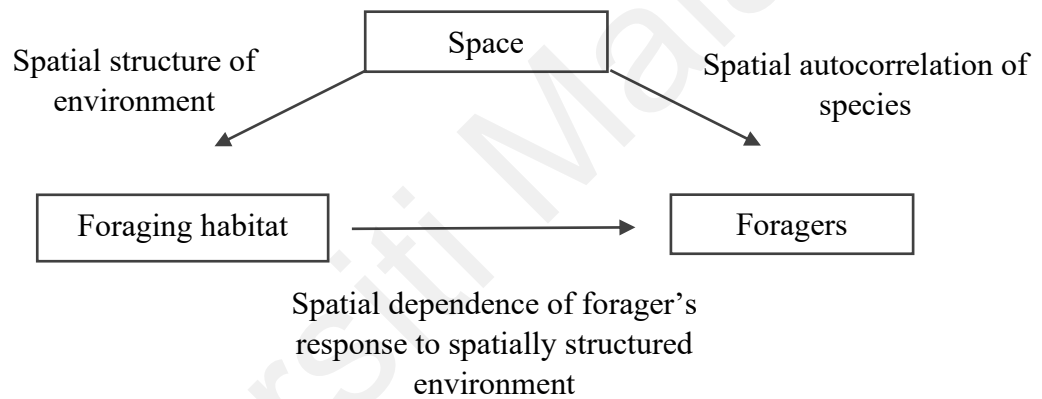 Space
Spatial structure of
environment
Spatial autocorrelation of
species
Foraging habitat
Foragers
Spatial dependence of forager's
response to spatially structured
environment